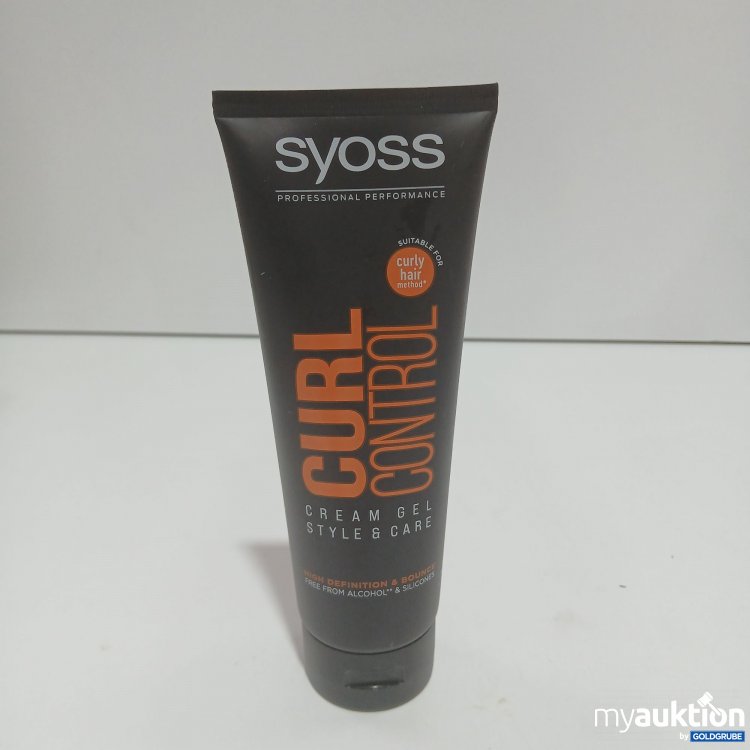 syoss
PROFESSIONAL PERFORMANCE
SUITABLE FOR
curly
hair
method*
CURL
CONTROL
CREAM GEL
STYLE & CARE
HIGH DEFINITION & BOUNCE
FREE FROM ALCOHOL** & SILICONES
myauktion
by GOLDGRUBE